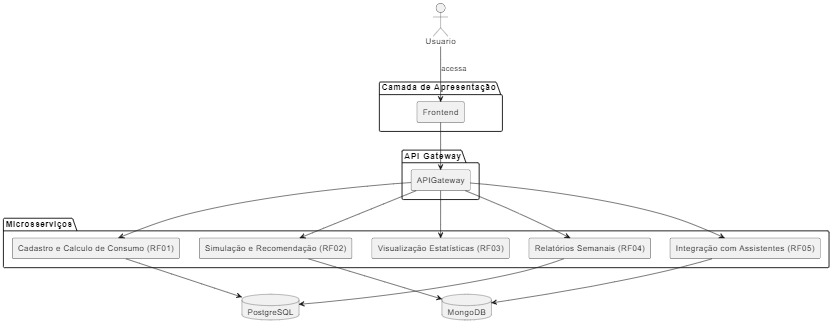 Usuario
acessa
Camada de Apresentação
Frontend
API Gateway
APIGateway
Microsserviços
Cadastro e Calculo de Consumo (RF01)
Simulação e Recomendação (RF02)
Visualização Estatísticas (RF03)
Relatórios Semanais (RF04)
Integração com Assistentes (RF05)
PostgreSQL
MongoDB